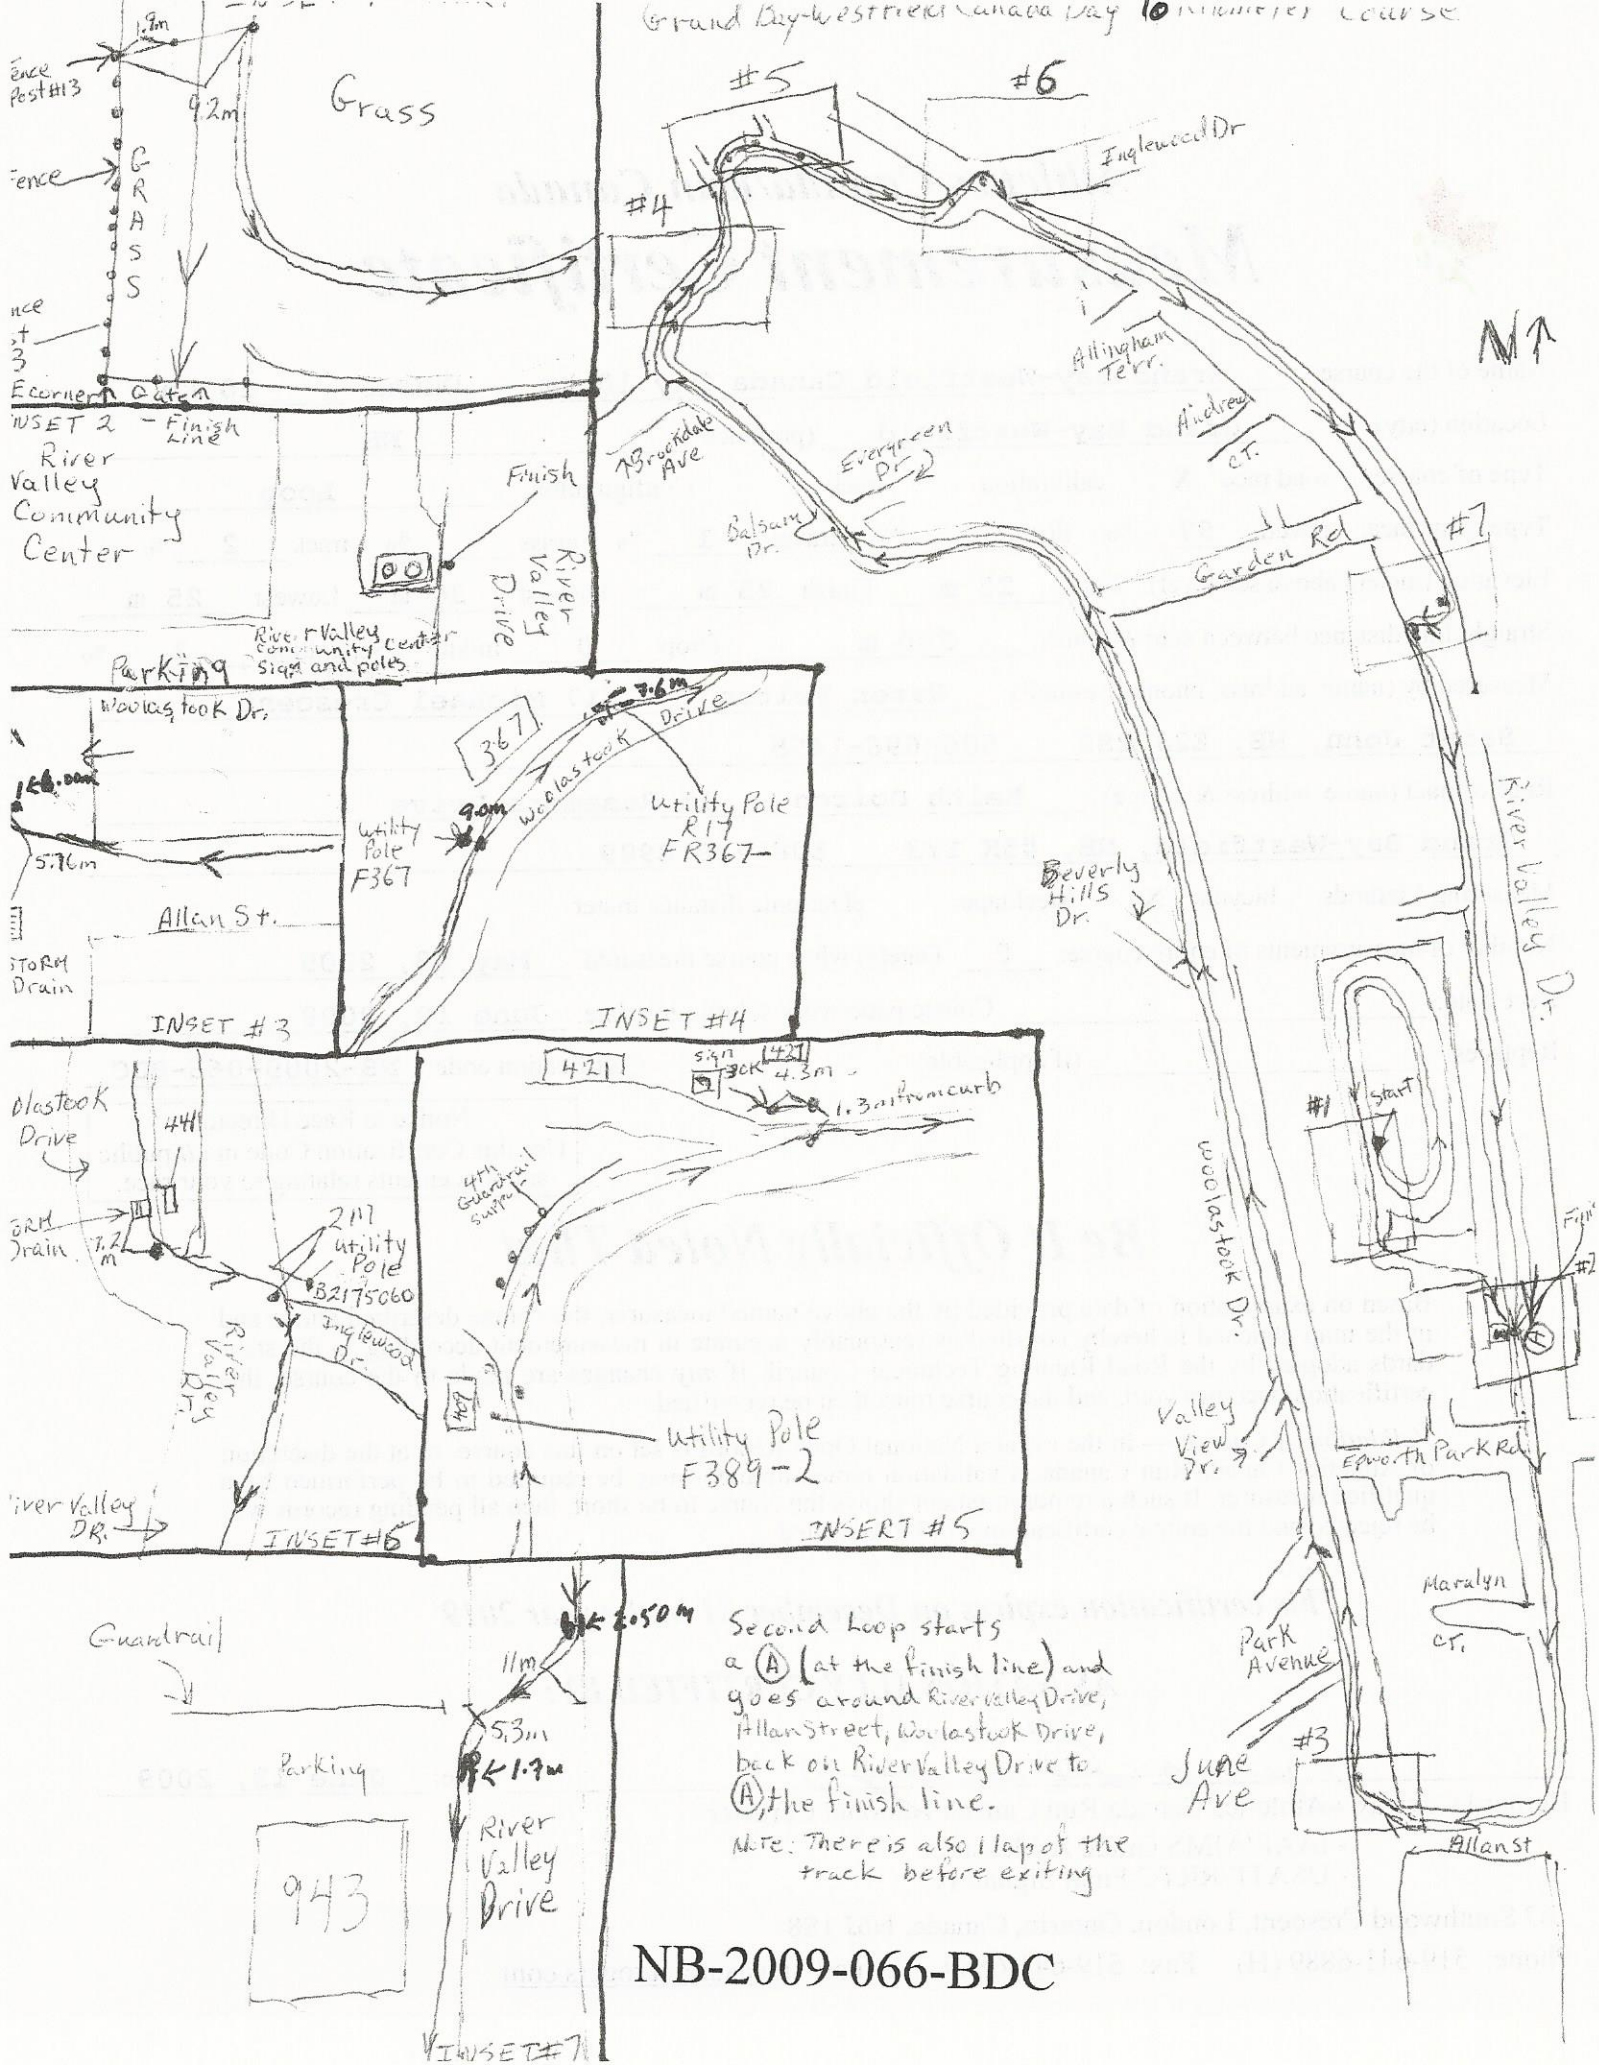 Grand Bay-Westfield Canada Day 10 Kilometer Course
1.9m
Post#13
9.2m
Grass
GRASS
Gate
INSET 2 - Finish Line
River
Valley
Community
Center
Finish
River
Valley
Drive
River Valley
Community Center
Sign and poles
Parking
#5
#6
#4
Inglewood Dr
N
Allingham
Terr.
Andrew
CT.
Brookdale
Ave
Evergreen
Dr
Balsam
Dr.
Garden Rd
#7
Woolastook Dr.
5.76m
Allan St.
STORM
Drain
INSET #3
367
7.6m
9.0m
Woolastook Drive
Utility
Pole
F367
Utility Pole
R17
FR367-
INSET #4
Beverly
Hills
Dr.
River Valley Dr.
Drive
441
Drain
7.2
m
2m
Utility
Pole
B2175060
Inglewood
Dr.
River
Valley
River Valley
DR.
INSET #6
421
sign
427
4.3m
1.3m from curb
4th
Guardrail
support
Utility Pole
F389-2
INSERT #5
#1
Start
Woolastook Dr.
#2
A
Valley
View
Dr.
Epworth Park Rd
Maralyn
CT.
Park
Avenue
June
Ave
#3
Allan st
Guardrail
2.50m
11m
5.3m
1.7m
Parking
943
River
Valley
Drive
INSET #7
Second Loop starts
a A (at the finish line) and
goes around River Valley Drive,
Allan Street, Woolastook Drive,
back on River Valley Drive to
A, the finish line.
Note: There is also 1 lap of the
track before exiting
NB-2009-066-BDC